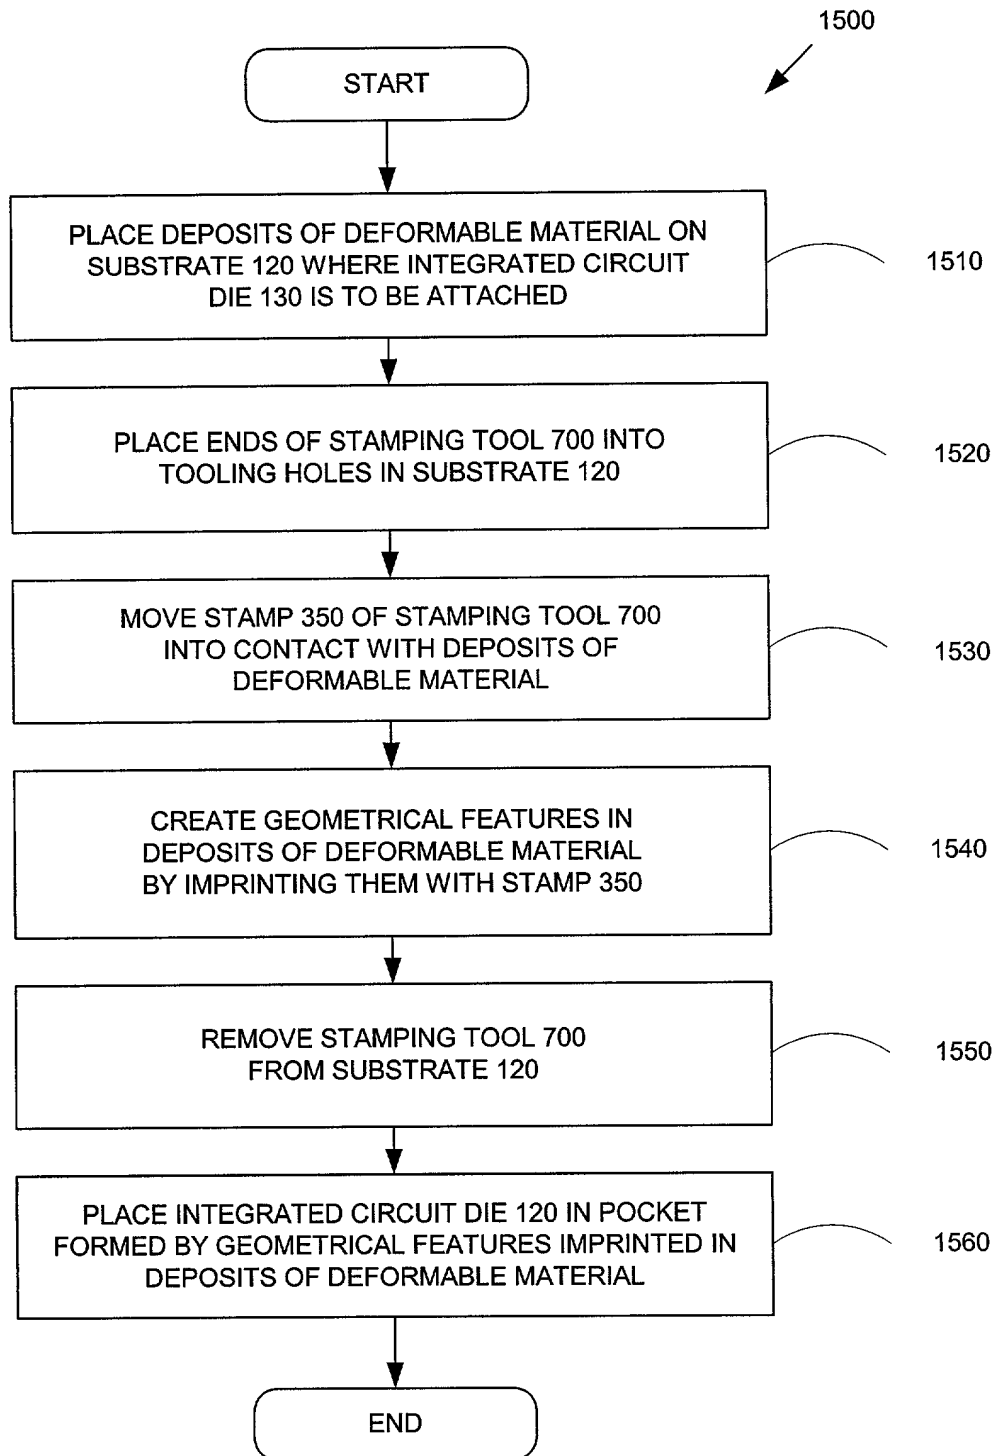 1500
START
PLACE DEPOSITS OF DEFORMABLE MATERIAL ON
SUBSTRATE 120 WHERE INTEGRATED CIRCUIT
DIE 130 IS TO BE ATTACHED
1510
PLACE ENDS OF STAMPING TOOL 700 INTO
TOOLING HOLES IN SUBSTRATE 120
1520
MOVE STAMP 350 OF STAMPING TOOL 700
INTO CONTACT WITH DEPOSITS OF
DEFORMABLE MATERIAL
1530
CREATE GEOMETRICAL FEATURES IN
DEPOSITS OF DEFORMABLE MATERIAL
BY IMPRINTING THEM WITH STAMP 350
1540
REMOVE STAMPING TOOL 700
FROM SUBSTRATE 120
1550
PLACE INTEGRATED CIRCUIT DIE 120 IN POCKET
FORMED BY GEOMETRICAL FEATURES IMPRINTED IN
DEPOSITS OF DEFORMABLE MATERIAL
1560
END